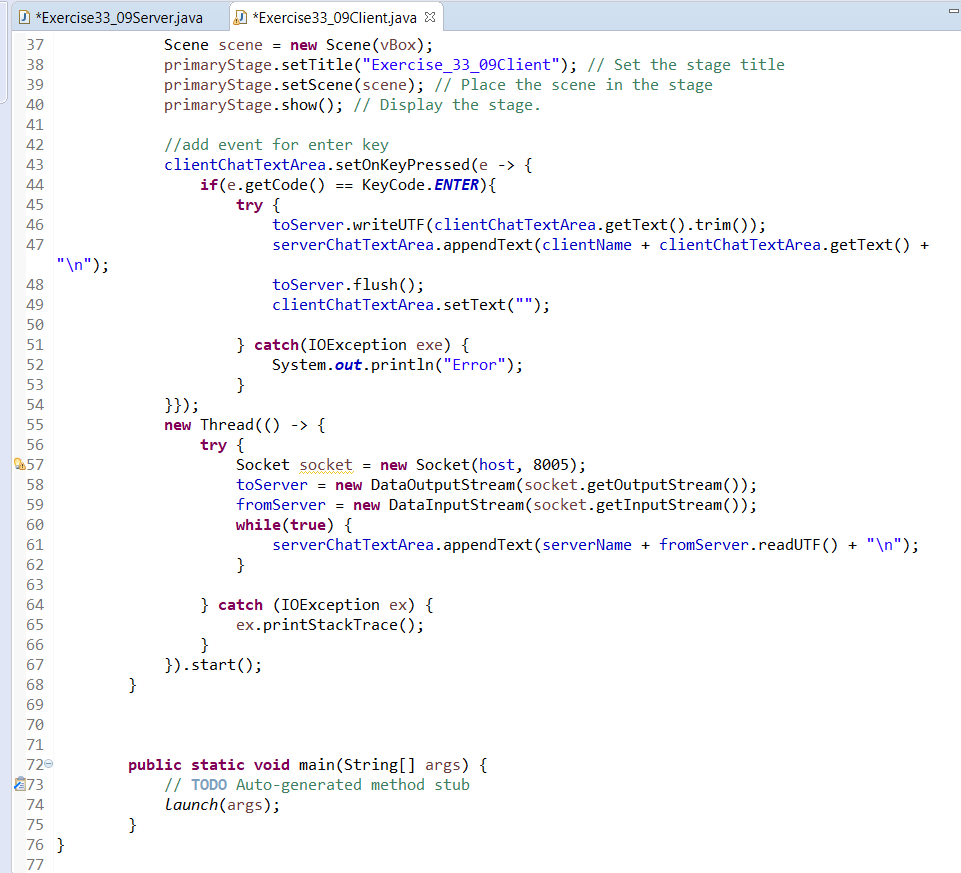 *Exercise33_09Server.java *Exercise33_09Client.java
37 Scene scene = new Scene(vBox);
38 primaryStage.setTitle("Exercise_33_09Client"); // Set the stage title
39 primaryStage.setScene(scene); // Place the scene in the stage
40 primaryStage.show(); // Display the stage.
41
42 //add event for enter key
43 clientChatTextArea.setOnKeyPressed(e -> {
44 if(e.getCode() == KeyCode.ENTER){
45 try {
46 toServer.writeUTF(clientChatTextArea.getText().trim());
47 serverChatTextArea.appendText(clientName + clientChatTextArea.getText() +
"\n");
48 toServer.flush();
49 clientChatTextArea.setText("");
50
51 } catch(IOException exe) {
52 System.out.println("Error");
53 }
54 }});
55 new Thread(() -> {
56 try {
57 Socket socket = new Socket(host, 8005);
58 toServer = new DataOutputStream(socket.getOutputStream());
59 fromServer = new DataInputStream(socket.getInputStream());
60 while(true) {
61 serverChatTextArea.appendText(serverName + fromServer.readUTF() + "\n");
62 }
63
64 } catch (IOException ex) {
65 ex.printStackTrace();
66 }
67 }).start();
68 }
69
70
71
72 public static void main(String[] args) {
73 // TODO Auto-generated method stub
74 launch(args);
75 }
76 }
77